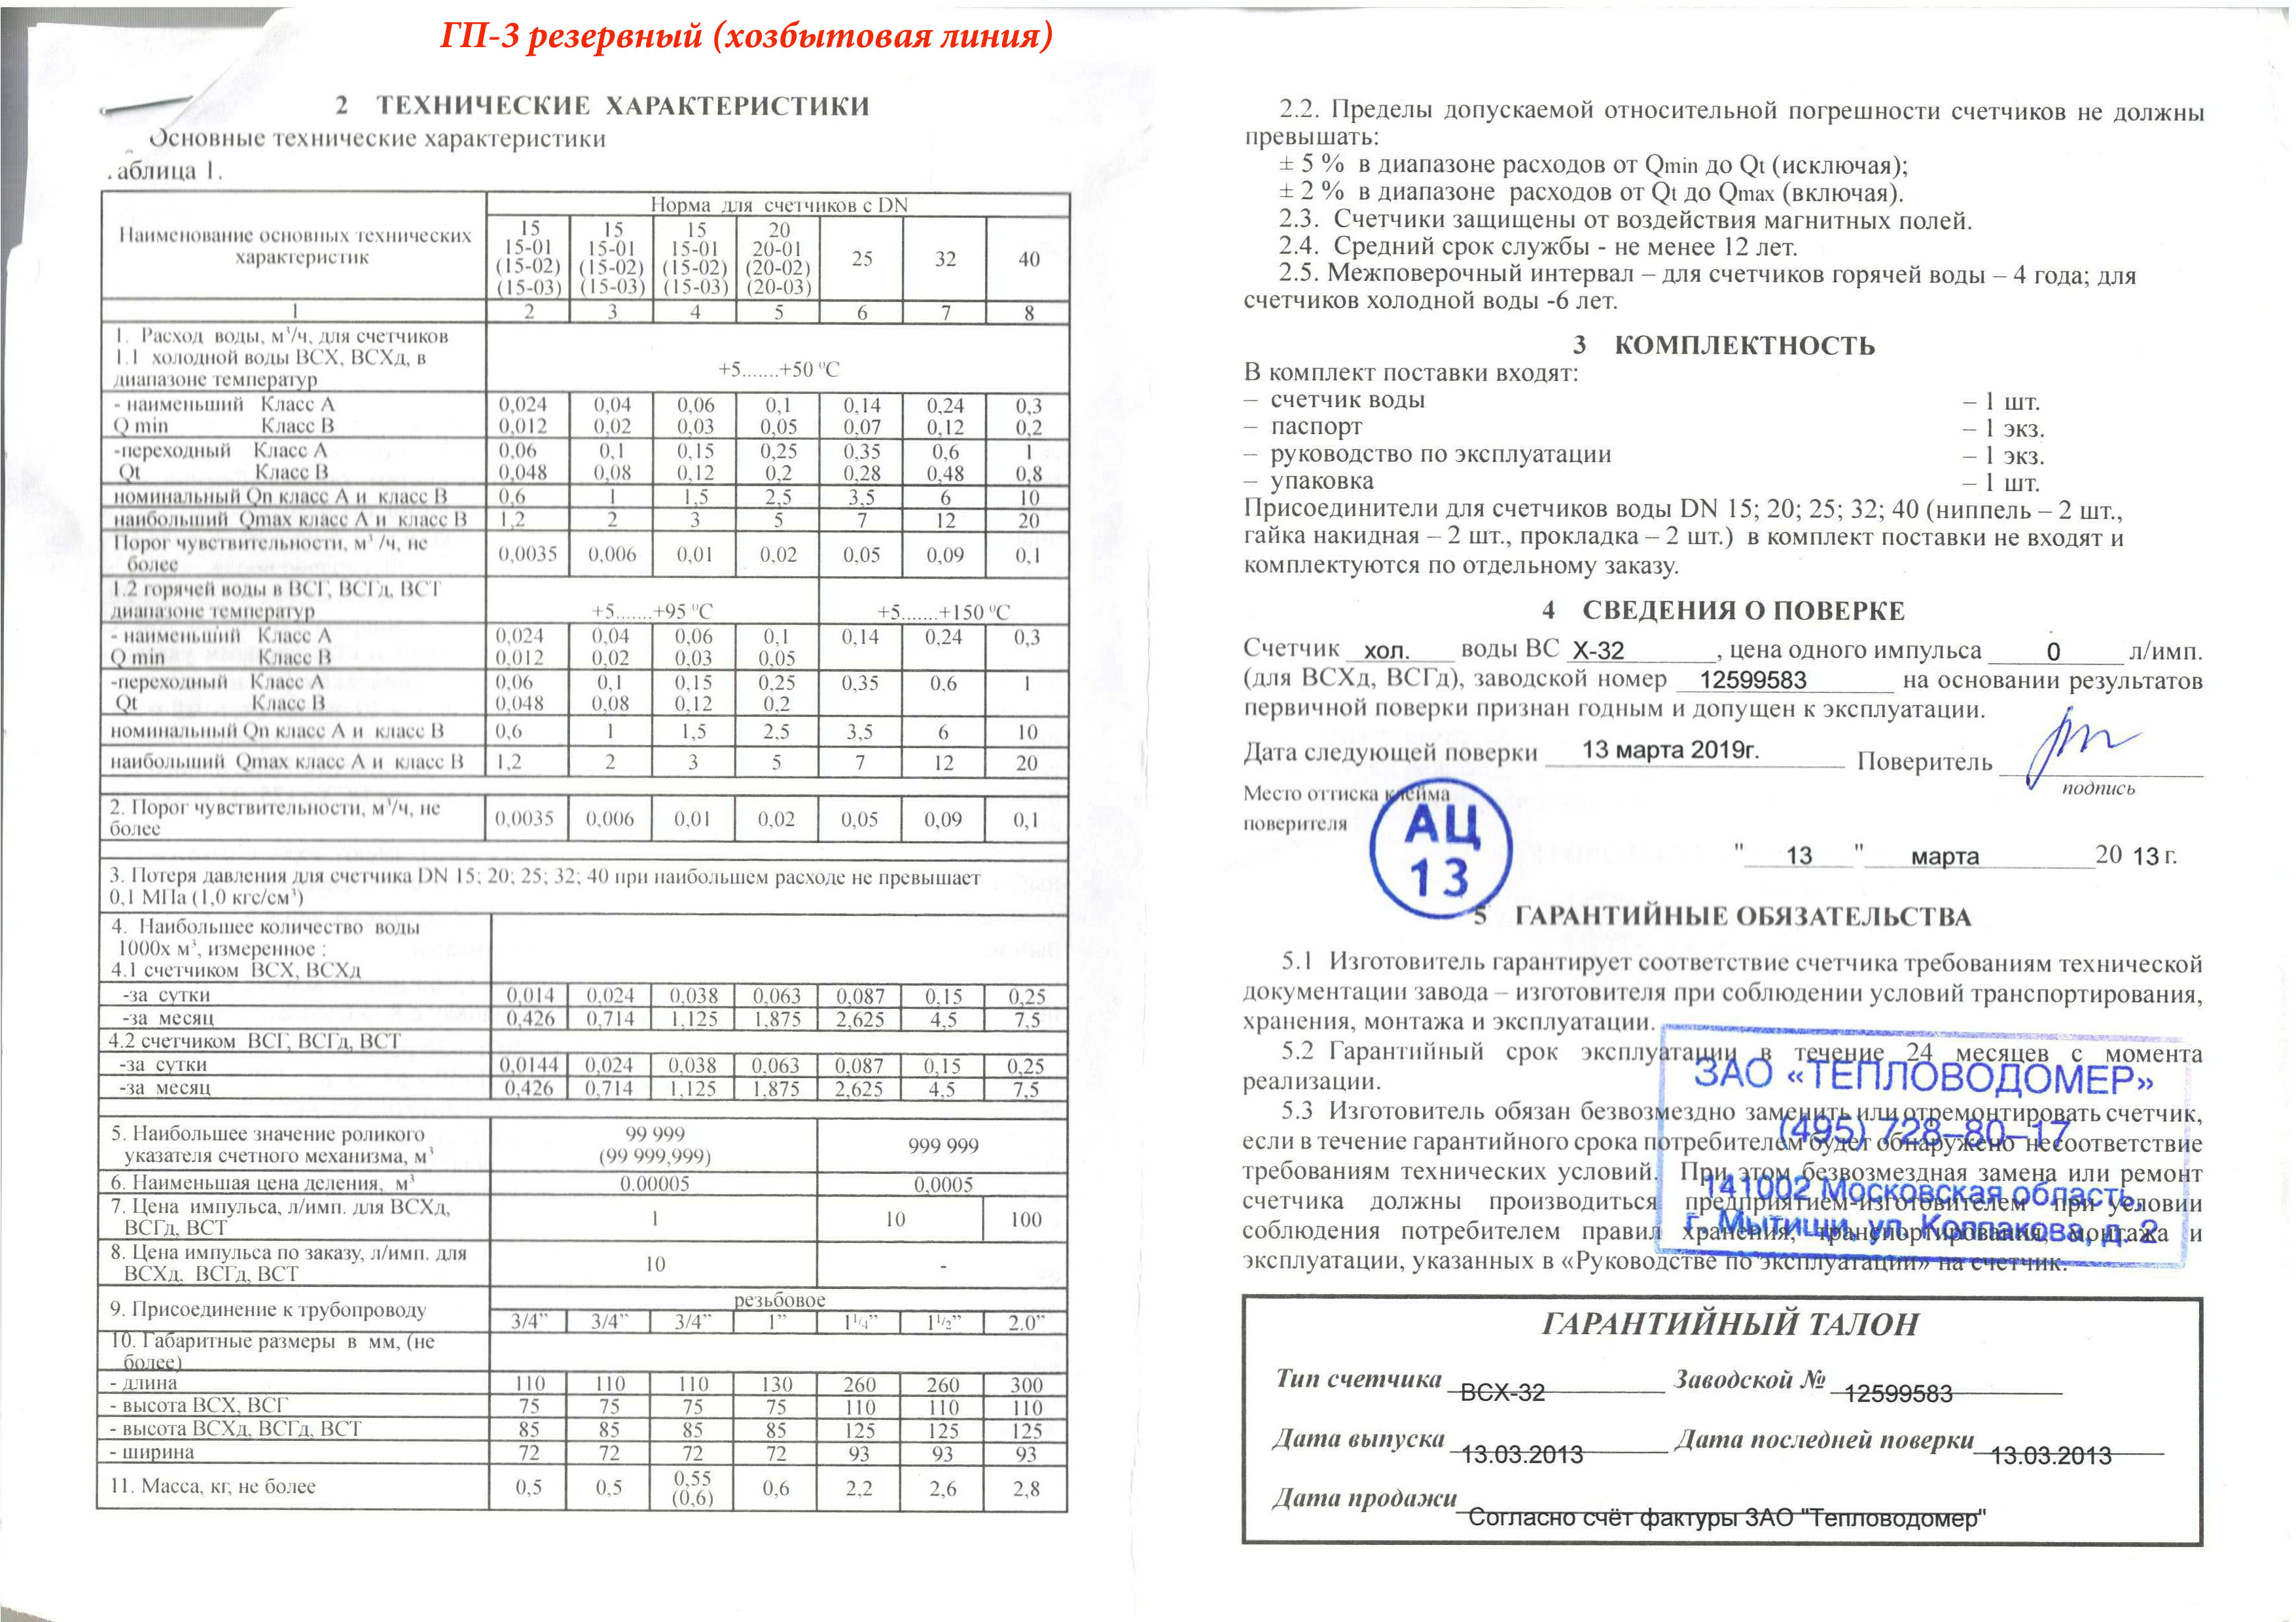 ГП-3 резервный (хозбытовая линия)
2 ТЕХНИЧЕСКИЕ ХАРАКТЕРИСТИКИ
Основные технические характеристики
аблица 1.
Наименование основных технических характеристик
Норма для счетчиков с DN
15 15 15 20 25 32 40
15-01 15-01 15-01 20-01
(15-02) (15-02) (15-02) (20-02)
(15-03) (15-03) (15-03) (20-03)
1 2 3 4 5 6 7 8
1. Расход воды, м³/ч, для счетчиков
1.1 холодной воды ВСХ, ВСХд, в
диапазоне температур +5.......+50 ºС
- наименьший Класс А 0,024 0,04 0,06 0,1 0,14 0,24 0,3
Q min Класс В 0,012 0,02 0,03 0,05 0,07 0,12 0,2
-переходный Класс А 0,06 0,1 0,15 0,25 0,35 0,6 1
Qt Класс В 0,048 0,08 0,12 0,2 0,28 0,48 0,8
номинальный Qn класс А и класс В 0,6 1 1,5 2,5 3,5 6 10
наибольший Qmax класс А и класс В 1,2 2 3 5 7 12 20
Порог чувствительности, м³/ч, не
более 0,0035 0,006 0,01 0,02 0,05 0,09 0,1
1.2 горячей воды в ВСГ, ВСГд, ВСТ
диапазоне температур +5.......+95 ºС +5.......+150 ºС
- наименьший Класс А 0,024 0,04 0,06 0,1 0,14 0,24 0,3
Q min Класс В 0,012 0,02 0,03 0,05
-переходный Класс А 0,06 0,1 0,15 0,25 0,35 0,6 1
Qt Класс В 0,048 0,08 0,12 0,2
номинальный Qn класс А и класс В 0,6 1 1,5 2,5 3,5 6 10
наибольший Qmax класс А и класс В 1,2 2 3 5 7 12 20
2. Порог чувствительности, м³/ч, не
более 0,0035 0,006 0,01 0,02 0,05 0,09 0,1
3. Потеря давления для счетчика DN 15; 20; 25; 32; 40 при наибольшем расходе не превышает
0,1 МПа (1,0 кгс/см³)
4. Наибольшее количество воды
1000х м³, измеренное :
4.1 счетчиком ВСХ, ВСХд
-за сутки 0,014 0,024 0,038 0,063 0,087 0,15 0,25
-за месяц 0,426 0,714 1,125 1,875 2,625 4,5 7,5
4.2 счетчиком ВСГ, ВСГд, ВСТ
-за сутки 0,0144 0,024 0,038 0,063 0,087 0,15 0,25
-за месяц 0,426 0,714 1,125 1,875 2,625 4,5 7,5
5. Наибольшее значение роликого 99 999 999 999
указателя счетного механизма, м³ (99 999,999)
6. Наименьшая цена деления, м³ 0.00005 0,0005
7. Цена импульса, л/имп. для ВСХд,
ВСГд, ВСТ 1 10 100
8. Цена импульса по заказу, л/имп. для
ВСХд, ВСГд, ВСТ 10 -
9. Присоединение к трубопроводу резьбовое
3/4” 3/4” 3/4” 1” 1¹/⁴” 1¹/²” 2.0”
10. Габаритные размеры в мм, (не
более)
- длина 110 110 110 130 260 260 300
- высота ВСХ, ВСГ 75 75 75 75 110 110 110
- высота ВСХд, ВСГд, ВСТ 85 85 85 85 125 125 125
- ширина 72 72 72 72 93 93 93
11. Масса, кг, не более 0,5 0,5 0,55 (0,6) 0,6 2,2 2,6 2,8
2.2. Пределы допускаемой относительной погрешности счетчиков не должны
превышать:
± 5 % в диапазоне расходов от Qmin до Qt (исключая);
± 2 % в диапазоне расходов от Qt до Qmax (включая).
2.3. Счетчики защищены от воздействия магнитных полей.
2.4. Средний срок службы - не менее 12 лет.
2.5. Межповерочный интервал – для счетчиков горячей воды – 4 года; для
счетчиков холодной воды -6 лет.
3 КОМПЛЕКТНОСТЬ
В комплект поставки входят:
– счетчик воды – 1 шт.
– паспорт – 1 экз.
– руководство по эксплуатации – 1 экз.
– упаковка – 1 шт.
Присоединители для счетчиков воды DN 15; 20; 25; 32; 40 (ниппель – 2 шт.,
гайка накидная – 2 шт., прокладка – 2 шт.) в комплект поставки не входят и
комплектуются по отдельному заказу.
4 СВЕДЕНИЯ О ПОВЕРКЕ
Счетчик хол. воды ВС Х-32 , цена одного импульса 0 л/имп.
(для ВСХд, ВСГд), заводской номер 12599583 на основании результатов
первичной поверки признан годным и допущен к эксплуатации.
Дата следующей поверки 13 марта 2019г. Поверитель
подпись
Место оттиска клейма
поверителя
АЦ
13
" 13 " марта 20 13 г.
5 ГАРАНТИЙНЫЕ ОБЯЗАТЕЛЬСТВА
5.1 Изготовитель гарантирует соответствие счетчика требованиям технической
документации завода – изготовителя при соблюдении условий транспортирования,
хранения, монтажа и эксплуатации.
5.2 Гарантийный срок эксплуатации в течение 24 месяцев с момента
реализации.
5.3 Изготовитель обязан безвозмездно заменить или отремонтировать счетчик,
если в течение гарантийного срока потребителем будет обнаружено несоответствие
требованиям технических условий. При этом безвозмездная замена или ремонт
счетчика должны производиться предприятием-изготовителем при условии
соблюдения потребителем правил хранения, транспортирования, монтажа и
эксплуатации, указанных в «Руководстве по эксплуатации» на счетчик.
ЗАО «ТЕПЛОВОДОМЕР»
(495) 728–80–17
141002 Московская область,
г. Мытищи, ул. Колпакова, д. 2
ГАРАНТИЙНЫЙ ТАЛОН
Тип счетчика ВСХ-32 Заводской № 12599583
Дата выпуска 13.03.2013 Дата последней поверки 13.03.2013
Дата продажи Согласно счёт фактуры ЗАО "Тепловодомер"